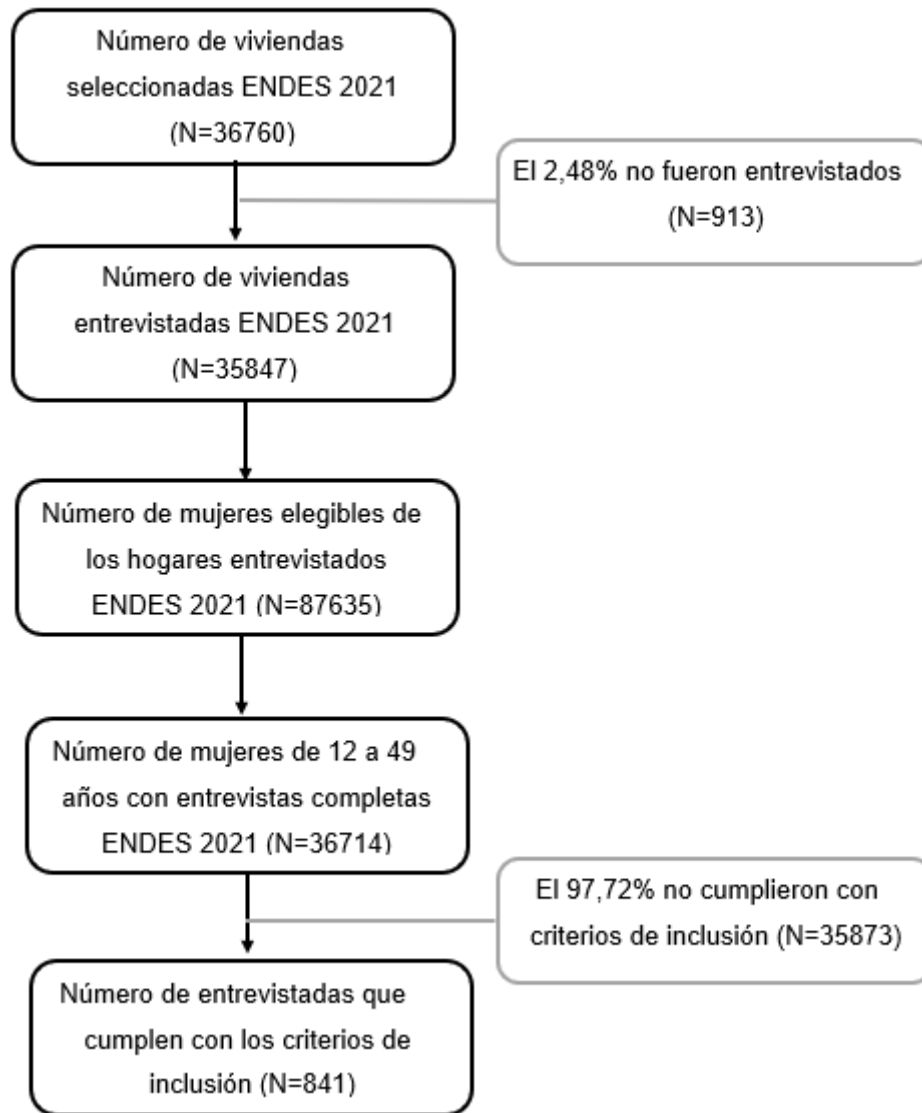 Número de viviendas
seleccionadas ENDES 2021
(N=36760)
El 2,48% no fueron entrevistados
(N=913)
Número de viviendas
entrevistadas ENDES 2021
(N=35847)
Número de mujeres elegibles de
los hogares entrevistados
ENDES 2021 (N=87635)
Número de mujeres de 12 a 49
años con entrevistas completas
ENDES 2021 (N=36714)
El 97,72% no cumplieron con
criterios de inclusión (N=35873)
Número de entrevistadas que
cumplen con los criterios de
inclusión (N=841)